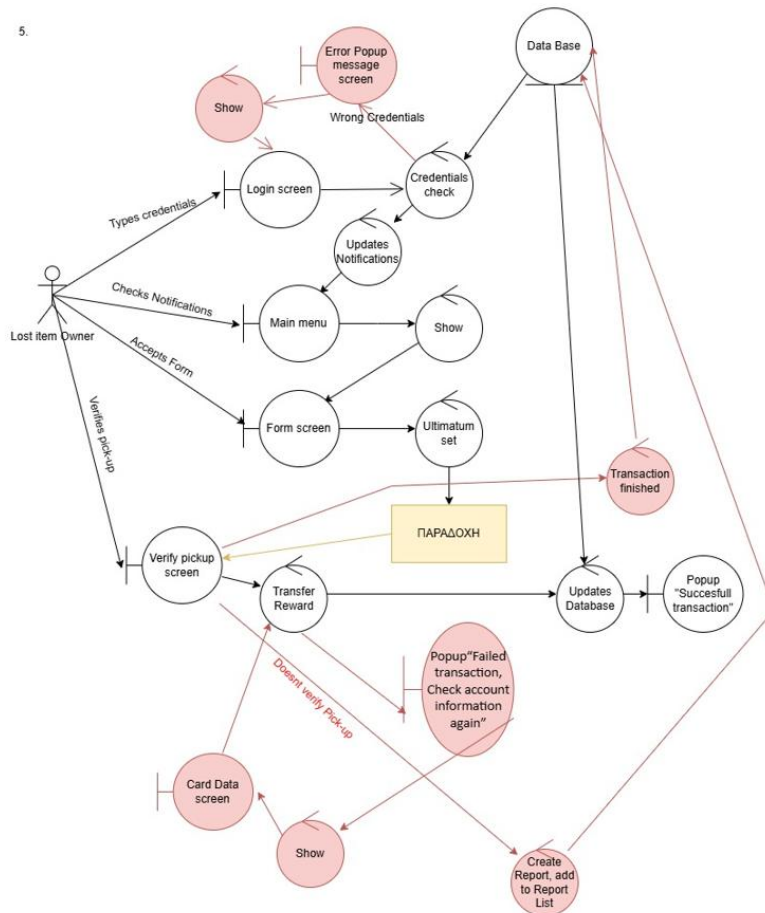 5.
Error Popup
message
screen
Data Base
Show
Wrong Credentials
Login screen
Credentials
check
Types credentials
Updates
Notifications
Checks Notifications
Main menu
Show
Lost item Owner
Accepts Form
Form screen
Ultimatum
set
Verifies pick-up
Transaction
finished
ΠΑΡΑΔΟΧΗ
Verify pickup
screen
Transfer
Reward
Updates
Database
Popup
"Succesfull
transaction"
Doesnt verify Pick-up
Popup"Failed
transaction,
Check account
information
again"
Card Data
screen
Show
Create
Report, add
to Report
List